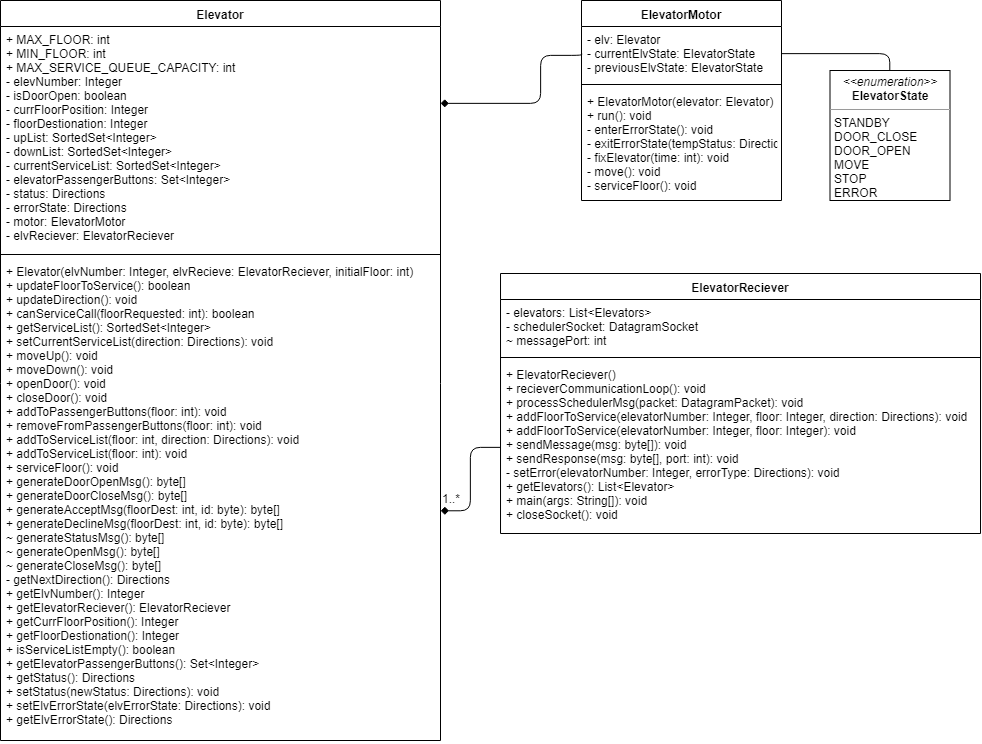 Elevator
+ MAX_FLOOR: int
+ MIN_FLOOR: int
+ MAX_SERVICE_QUEUE_CAPACITY: int
- elevNumber: Integer
- isDoorOpen: boolean
- currFloorPosition: Integer
- floorDestionation: Integer
- upList: SortedSet<Integer>
- downList: SortedSet<Integer>
- currentServiceList: SortedSet<Integer>
- elevatorPassengerButtons: Set<Integer>
- status: Directions
- errorState: Directions
- motor: ElevatorMotor
- elvReciever: ElevatorReciever
+ Elevator(elvNumber: Integer, elvRecieve: ElevatorReciever, initialFloor: int)
+ updateFloorToService(): boolean
+ updateDirection(): void
+ canServiceCall(floorRequested: int): boolean
+ getServiceList(): SortedSet<Integer>
+ setCurrentServiceList(direction: Directions): void
+ moveUp(): void
+ moveDown(): void
+ openDoor(): void
+ closeDoor(): void
+ addToPassengerButtons(floor: int): void
+ removeFromPassengerButtons(floor: int): void
+ addToServiceList(floor: int, direction: Directions): void
+ addToServiceList(floor: int): void
+ serviceFloor(): void
+ generateDoorOpenMsg(): byte[]
+ generateDoorCloseMsg(): byte[]
+ generateAcceptMsg(floorDest: int, id: byte): byte[]
+ generateDeclineMsg(floorDest: int, id: byte): byte[]
~ generateStatusMsg(): byte[]
~ generateOpenMsg(): byte[]
~ generateCloseMsg(): byte[]
- getNextDirection(): Directions
+ getElvNumber(): Integer
+ getElevatorReciever(): ElevatorReciever
+ getCurrFloorPosition(): Integer
+ getFloorDestionation(): Integer
+ isServiceListEmpty(): boolean
+ getElevatorPassengerButtons(): Set<Integer>
+ getStatus(): Directions
+ setStatus(newStatus: Directions): void
+ setElvErrorState(elvErrorState: Directions): void
+ getElvErrorState(): Directions
ElevatorMotor
- elv: Elevator
- currentElvState: ElevatorState
- previousElvState: ElevatorState
+ ElevatorMotor(elevator: Elevator)
+ run(): void
- enterErrorState(): void
- exitErrorState(tempStatus: Directic
- fixElevator(time: int): void
- move(): void
- serviceFloor(): void
<<enumeration>>
ElevatorState
STANDBY
DOOR_CLOSE
DOOR_OPEN
MOVE
STOP
ERROR
ElevatorReciever
- elevators: List<Elevators>
- schedulerSocket: DatagramSocket
~ messagePort: int
+ ElevatorReciever()
+ recieverCommunicationLoop(): void
+ processSchedulerMsg(packet: DatagramPacket): void
+ addFloorToService(elevatorNumber: Integer, floor: Integer, direction: Directions): void
+ addFloorToService(elevatorNumber: Integer, floor: Integer): void
+ sendMessage(msg: byte[]): void
+ sendResponse(msg: byte[], port: int): void
- setError(elevatorNumber: Integer, errorType: Directions): void
+ getElevators(): List<Elevator>
+ main(args: String[]): void
+ closeSocket(): void
1..*